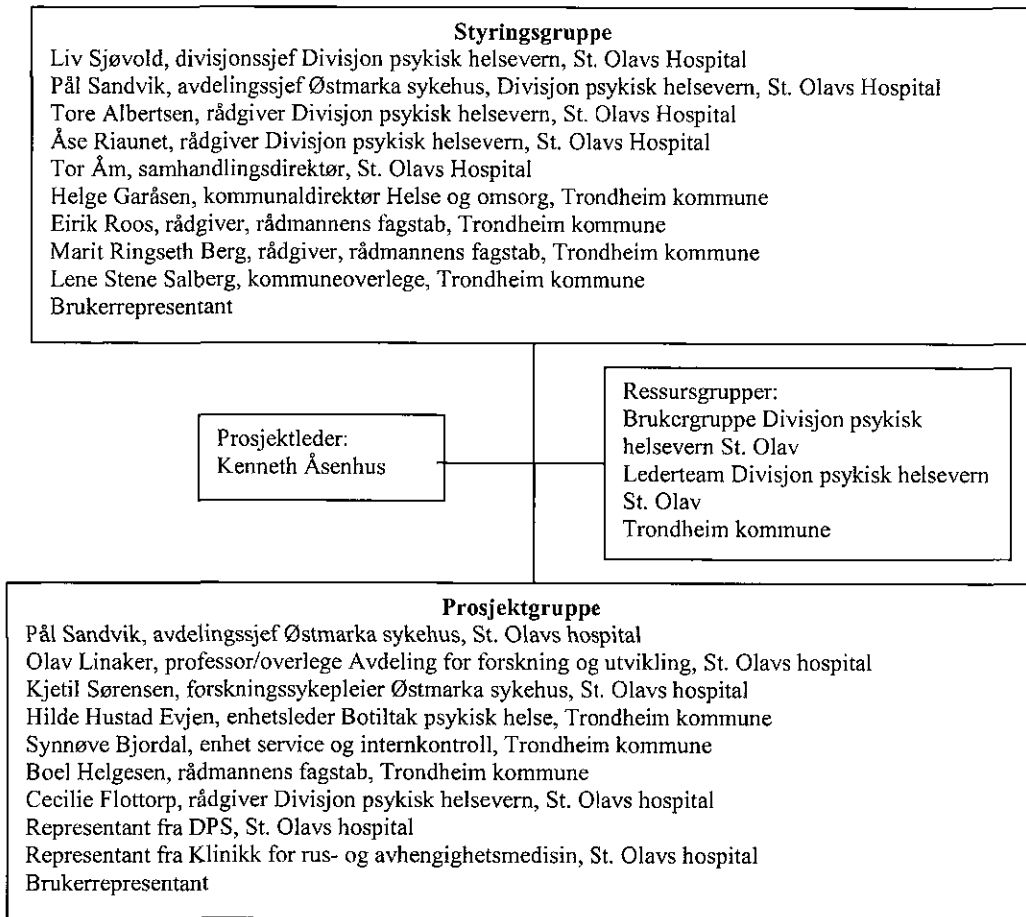 Styringsgruppe
Liv Sjøvold, divisjonssjef Divisjon psykisk helsevern, St. Olavs Hospital
Pål Sandvik, avdelingssjef Østmarka sykehus, Divisjon psykisk helsevern, St. Olavs Hospital
Tore Albertsen, rådgiver Divisjon psykisk helsevern, St. Olavs Hospital
Åse Riaunet, rådgiver Divisjon psykisk helsevern, St. Olavs Hospital
Tor Åm, samhandlingsdirektør, St. Olavs Hospital
Helge Garåsen, kommunaldirektør Helse og omsorg, Trondheim kommune
Eirik Roos, rådgiver, rådmannens fagstab, Trondheim kommune
Marit Ringseth Berg, rådgiver, rådmannens fagstab, Trondheim kommune
Lene Stene Salberg, kommuneoverlege, Trondheim kommune
Brukerrepresentant
Prosjektleder:
Kenneth Åsenhus
Ressursgrupper:
Brukergruppe Divisjon psykisk
helsevern St. Olav
Lederteam Divisjon psykisk helsevern
St. Olav
Trondheim kommune
Prosjektgruppe
Pål Sandvik, avdelingssjef Østmarka sykehus, St. Olavs hospital
Olav Linaker, professor/overlege Avdeling for forskning og utvikling, St. Olavs hospital
Kjetil Sørensen, forskningssykepleier Østmarka sykehus, St. Olavs hospital
Hilde Hustad Evjen, enhetsleder Botiltak psykisk helse, Trondheim kommune
Synnøve Bjordal, enhet service og internkontroll, Trondheim kommune
Boel Helgesen, rådmannens fagstab, Trondheim kommune
Cecilie Flottorp, rådgiver Divisjon psykisk helsevern, St. Olavs hospital
Representant fra DPS, St. Olavs hospital
Representant fra Klinikk for rus- og avhengighetsmedisin, St. Olavs hospital
Brukerrepresentant